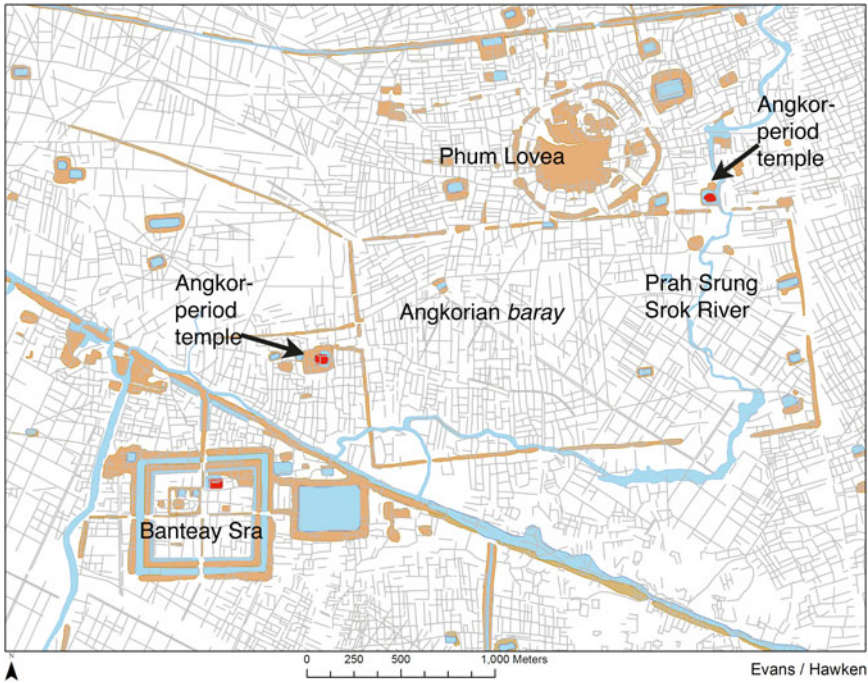 Angkor-
period
temple
Phum Lovea
Angkor-
period
temple
Angkorian baray
Prah Srung
Srok River
Banteay Sra
N
0 250 500 1,000 Meters
Evans / Hawken